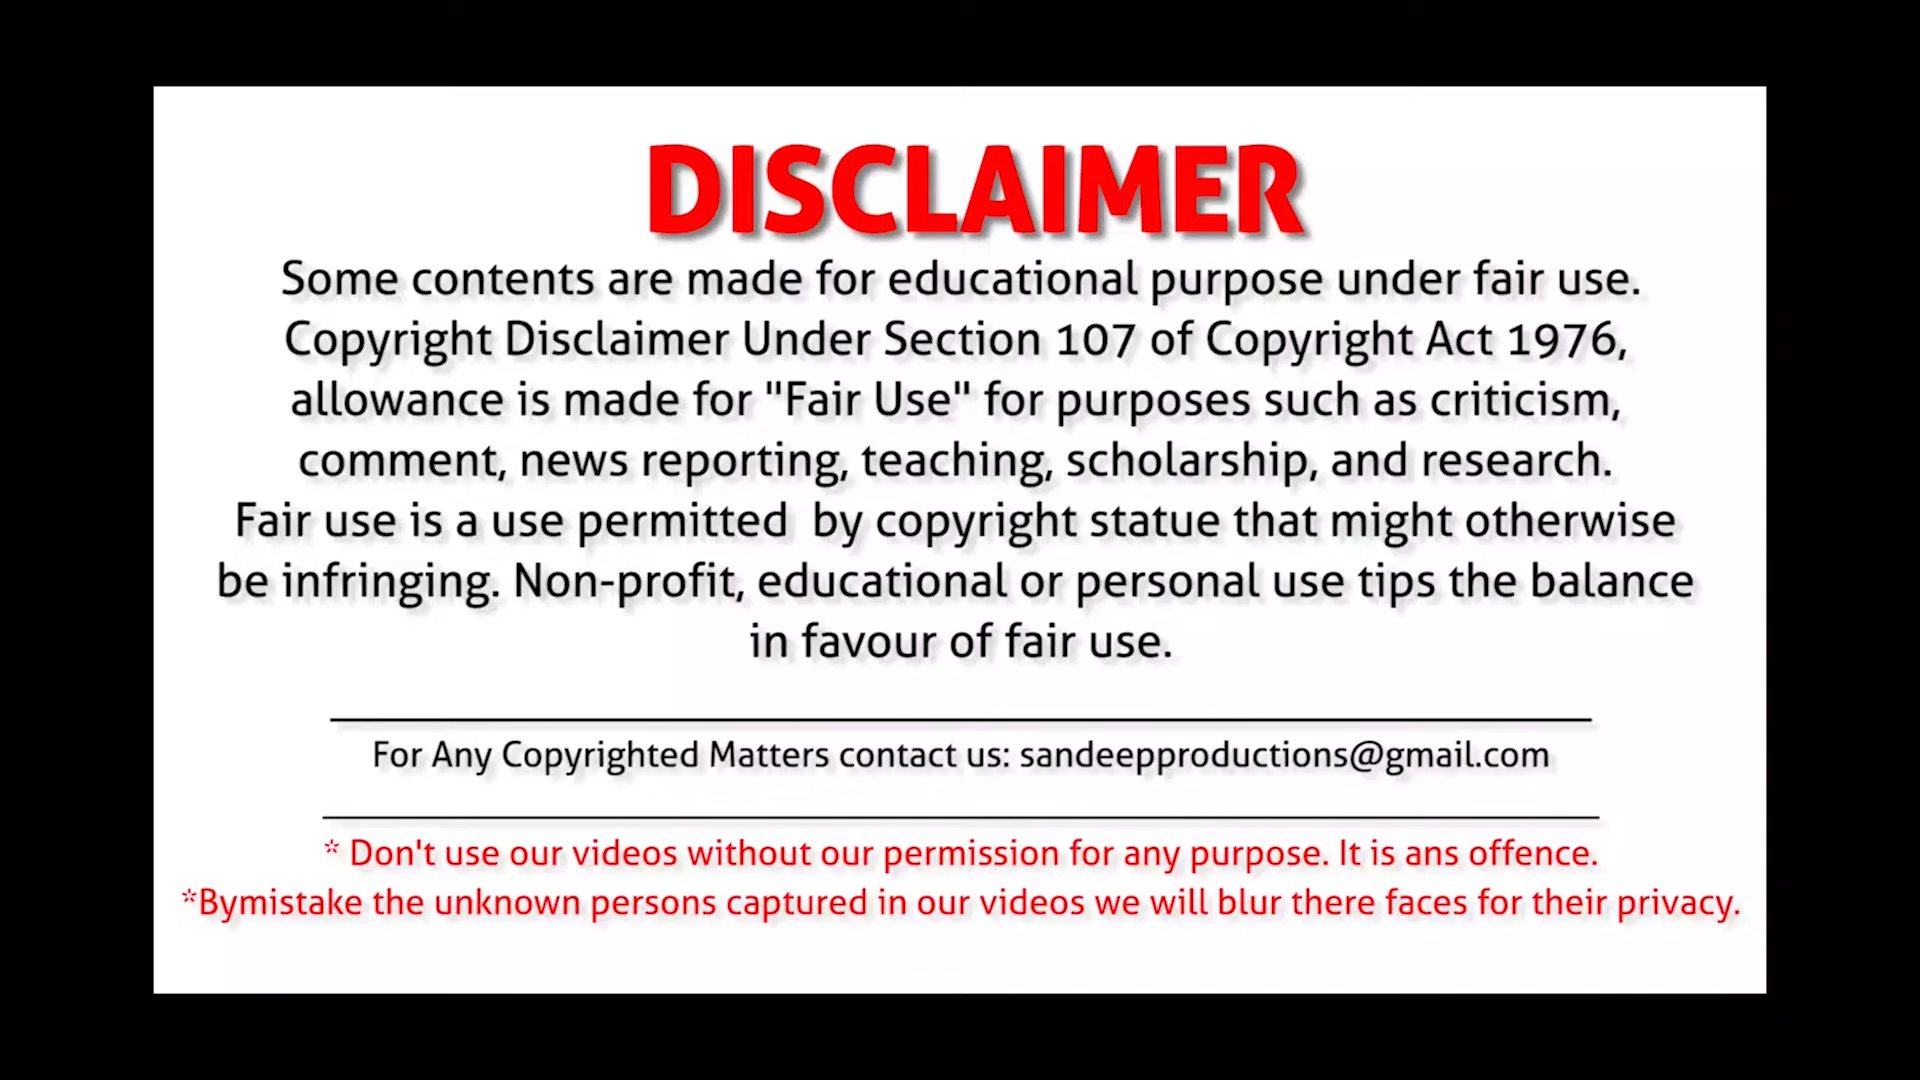 DISCLAIMER
Some contents are made for educational purpose under fair use.
Copyright Disclaimer Under Section 107 of Copyright Act 1976,
allowance is made for "Fair Use" for purposes such as criticism,
comment, news reporting, teaching, scholarship, and research.
Fair use is a use permitted  by copyright statue that might otherwise
be infringing. Non-profit, educational or personal use tips the balance
in favour of fair use.
For Any Copyrighted Matters contact us: sandeepproductions@gmail.com
* Don't use our videos without our permission for any purpose. It is ans offence.
*Bymistake the unknown persons captured in our videos we will blur there faces for their privacy.